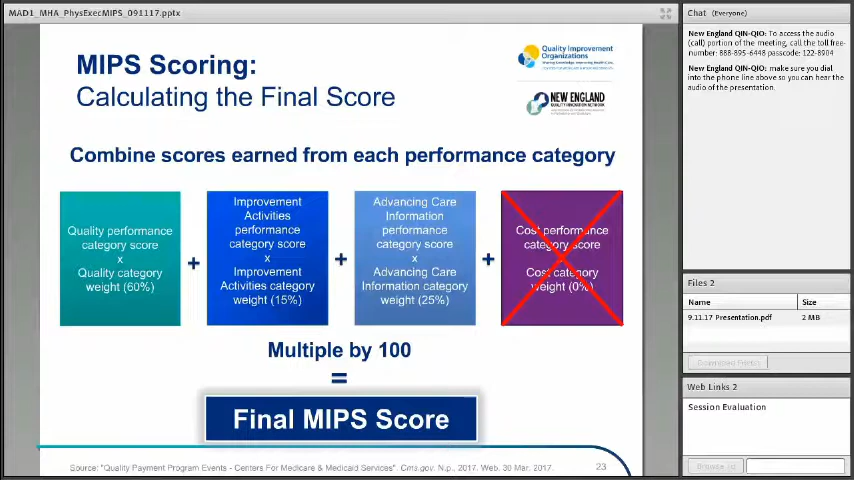 MAD1_MHA_PhysExecMIPS_091117.pptx
MIPS Scoring:
Calculating the Final Score
Quality Improvement
Organizations
NEW ENGLAND
Combine scores earned from each performance category
Quality performance
category score
x
Quality category
weight (60%)
+
Improvement
Activities
performance
category score
x
Improvement
Activities category
weight (15%)
+
Advancing Care
Information
performance
category score
x
Advancing Care
Information category
weight (25%)
+
Cost performance
category score
Cost category
weight (0%)
Multiple by 100
=
Final MIPS Score
Source: "Quality Payment Program Events - Centers For Medicare & Medicaid Services". Cms.gov. N.p., 2017. Web. 30 Mar. 2017.
23
Chat (Everyone)
New England QIN-QIO: To access the audio
(call) portion of the meeting, call the toll free-
number: 888-895-6448 passcode: 122-8904
New England QIN-QIO: make sure you dial
into the phone line above so you can hear the
audio of the presentation.
Files 2
Name Size
9.11.17 Presentation.pdf 2 MB
Web Links 2
Session Evaluation
Browse To